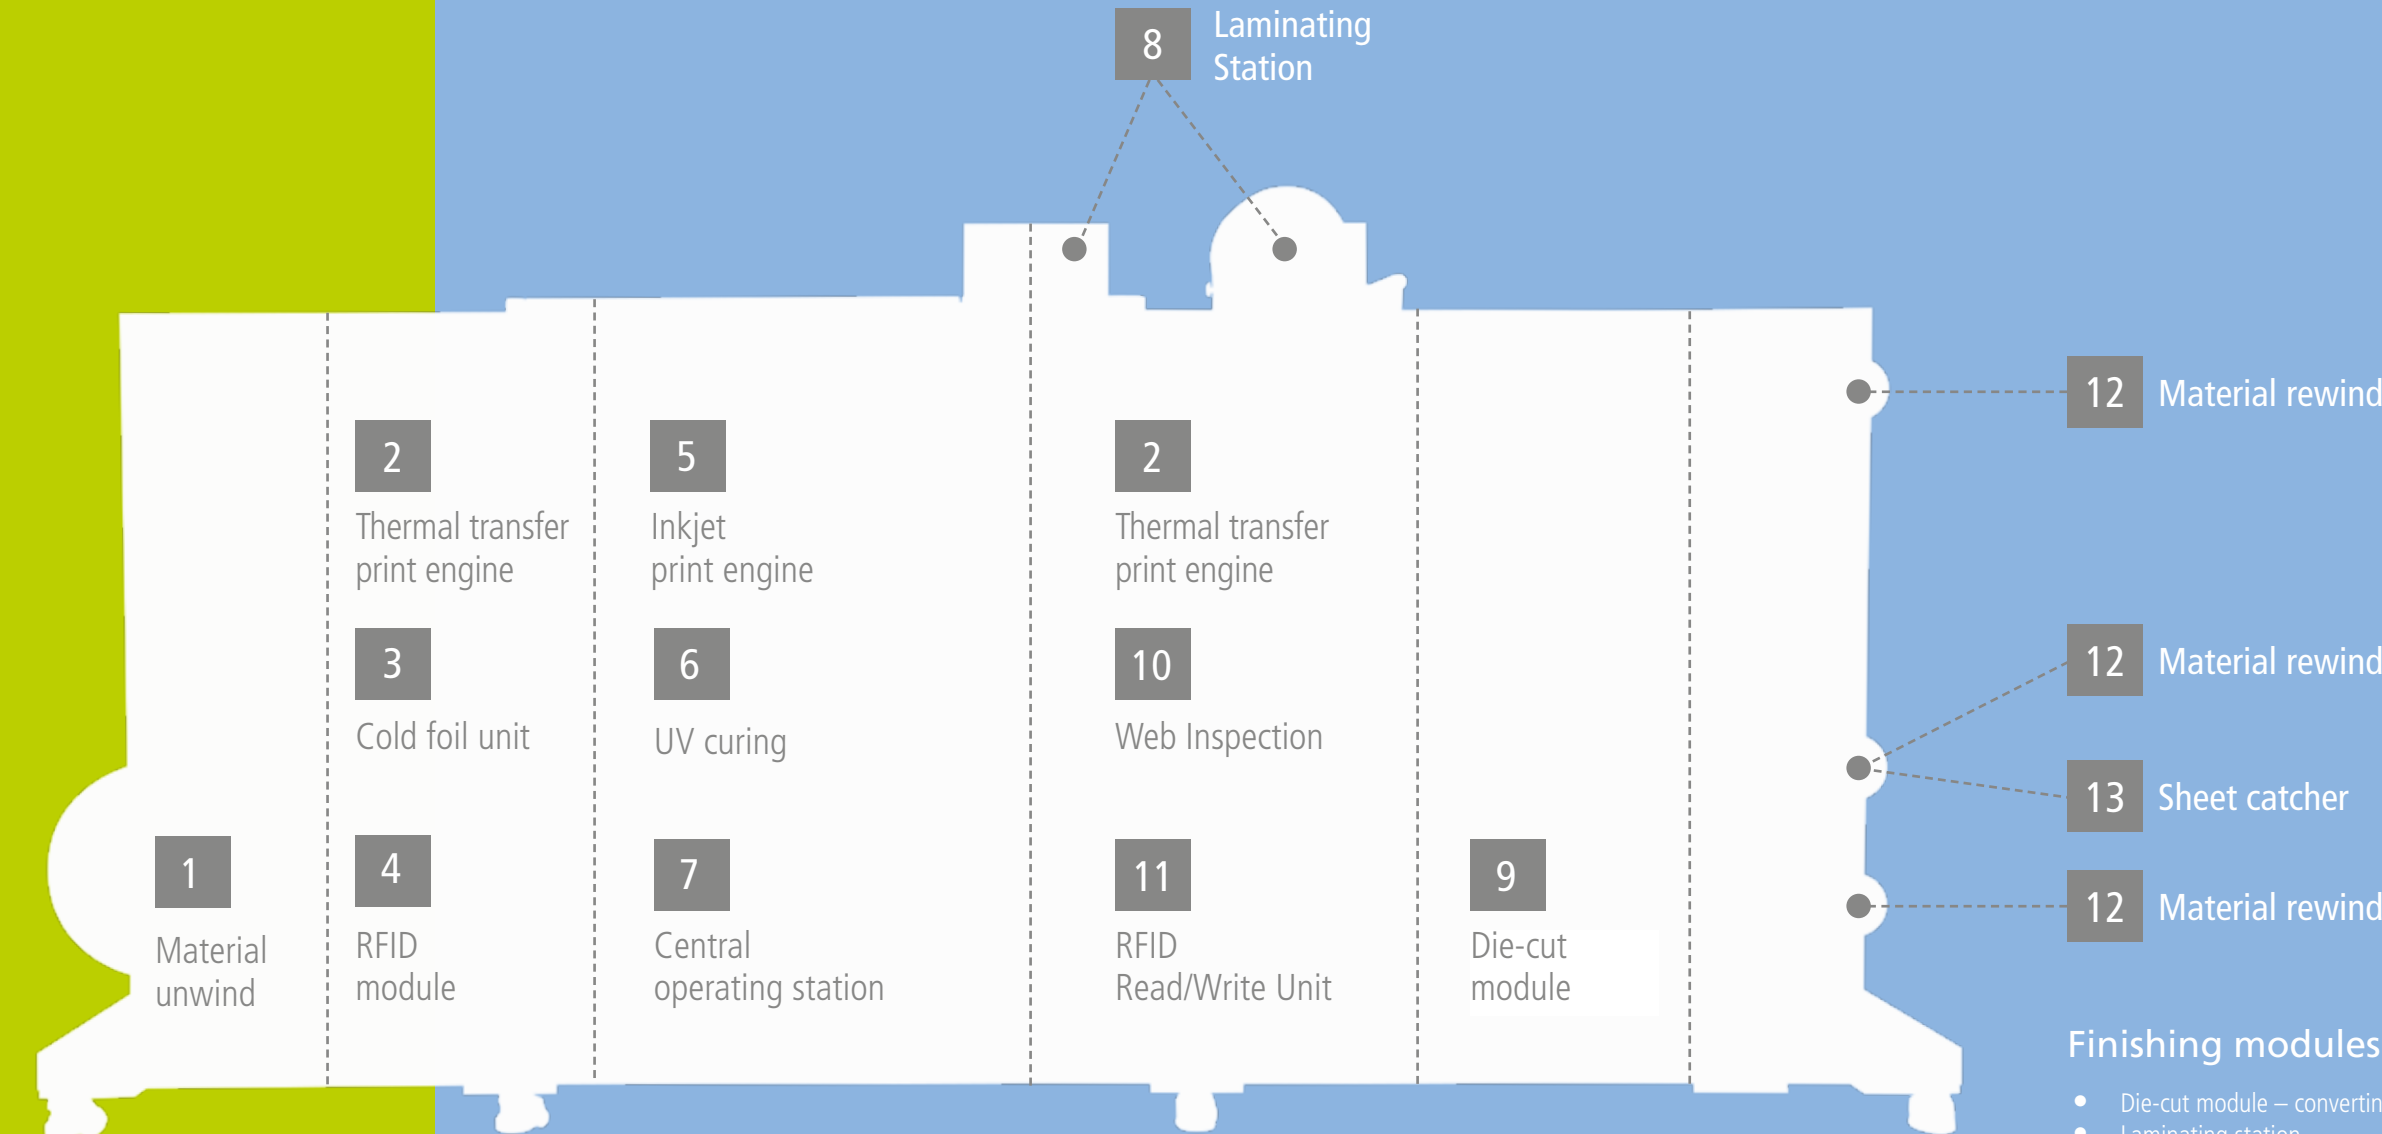 8
Laminating
Station
2
Thermal transfer
print engine
3
Cold foil unit
4
RFID
module
1
Material
unwind
5
Inkjet
print engine
6
UV curing
7
Central
operating station
2
Thermal transfer
print engine
10
Web Inspection
11
RFID
Read/Write Unit
9
Die-cut
module
12 Material rewind
12 Material rewind
13 Sheet catcher
12 Material rewind
Finishing modules
• Die-cut module – convertin
• Laminating station